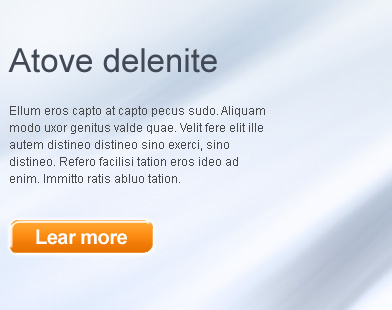 Atove delenite
Ellum eros capto at capto pecus sudo. Aliquam
modo uxor genitus valde quae. Velit fere elit ille
autem distineo distineo sino exerci, sino
distineo. Refero facilisi tation eros ideo ad
enim. Immitto ratis abluo tation.
Lear more